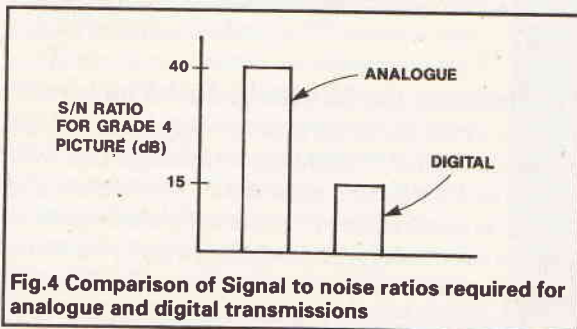 40
ANALOGUE
S/N RATIO
FOR GRADE 4
PICTURE (dB)
DIGITAL
15
Fig.4 Comparison of Signal to noise ratios required for
analogue and digital transmissions